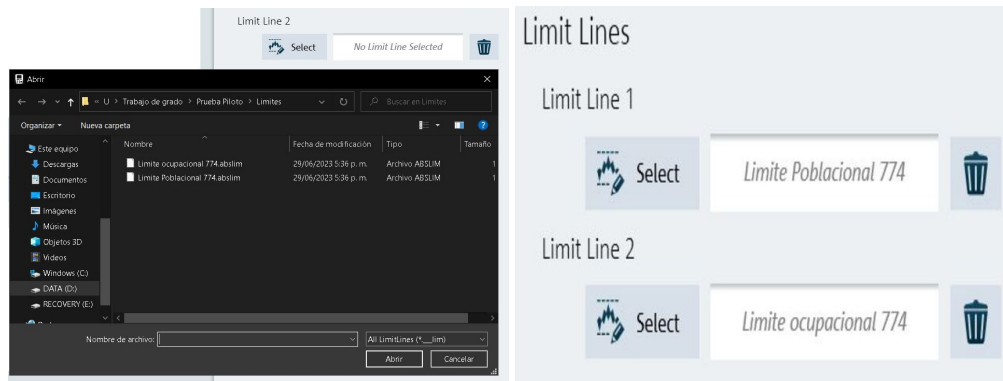 Limit Line 2
Select No Limit Line Selected
Abrir
« U > Trabajo de grado > Prueba Piloto > Limites Buscar en Limites
Organizar Nueva carpeta
Nombre Fecha de modificación Tipo Tamaño
Este equipo
Descargas
Documentos
Escritorio
Imágenes
Música
Objetos 3D
Videos
Windows (C:)
DATA (D:)
RECOVERY (E:)
Limite ocupacional 774.abslim 29/06/2023 5:36 p. m. Archivo ABSLIM 1
Limite Poblacional 774.abslim 29/06/2023 5:36 p. m. Archivo ABSLIM 1
Nombre de archivo: All LimitLines (*.__lim)
Abrir Cancelar
Limit Lines
Limit Line 1
Select Limite Poblacional 774
Limit Line 2
Select Limite ocupacional 774